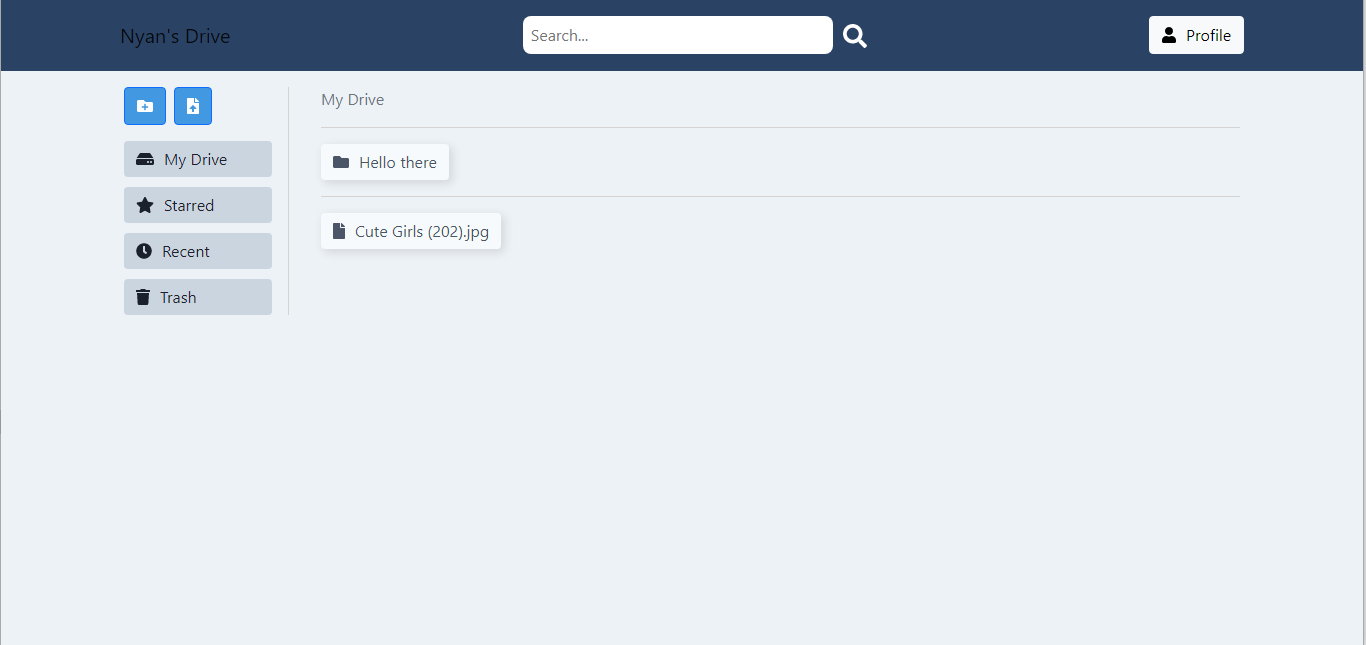 Nyan's Drive
Search...
Profile
My Drive
Starred
Recent
Trash
My Drive
Hello there
Cute Girls (202).jpg